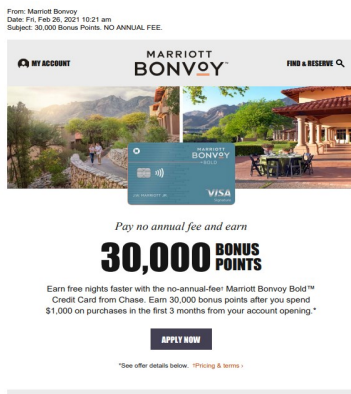 From: Marriott Bonvoy
Date: Fri, Feb 26, 2021 10:21 am
Subject: 30,000 Bonus Points. NO ANNUAL FEE.
MY ACCOUNT
MARRIOTT
BONVOY™
FIND & RESERVE
MARRIOTT
BONVOY
BOLD
VISA
Pay no annual fee and earn
30,000 BONUS POINTS
Earn free nights faster with the no-annual-fee† Marriott Bonvoy Bold™
Credit Card from Chase. Earn 30,000 bonus points after you spend
$1,000 on purchases in the first 3 months from your account opening.*
APPLY NOW
*See offer details below. †Pricing & terms ›